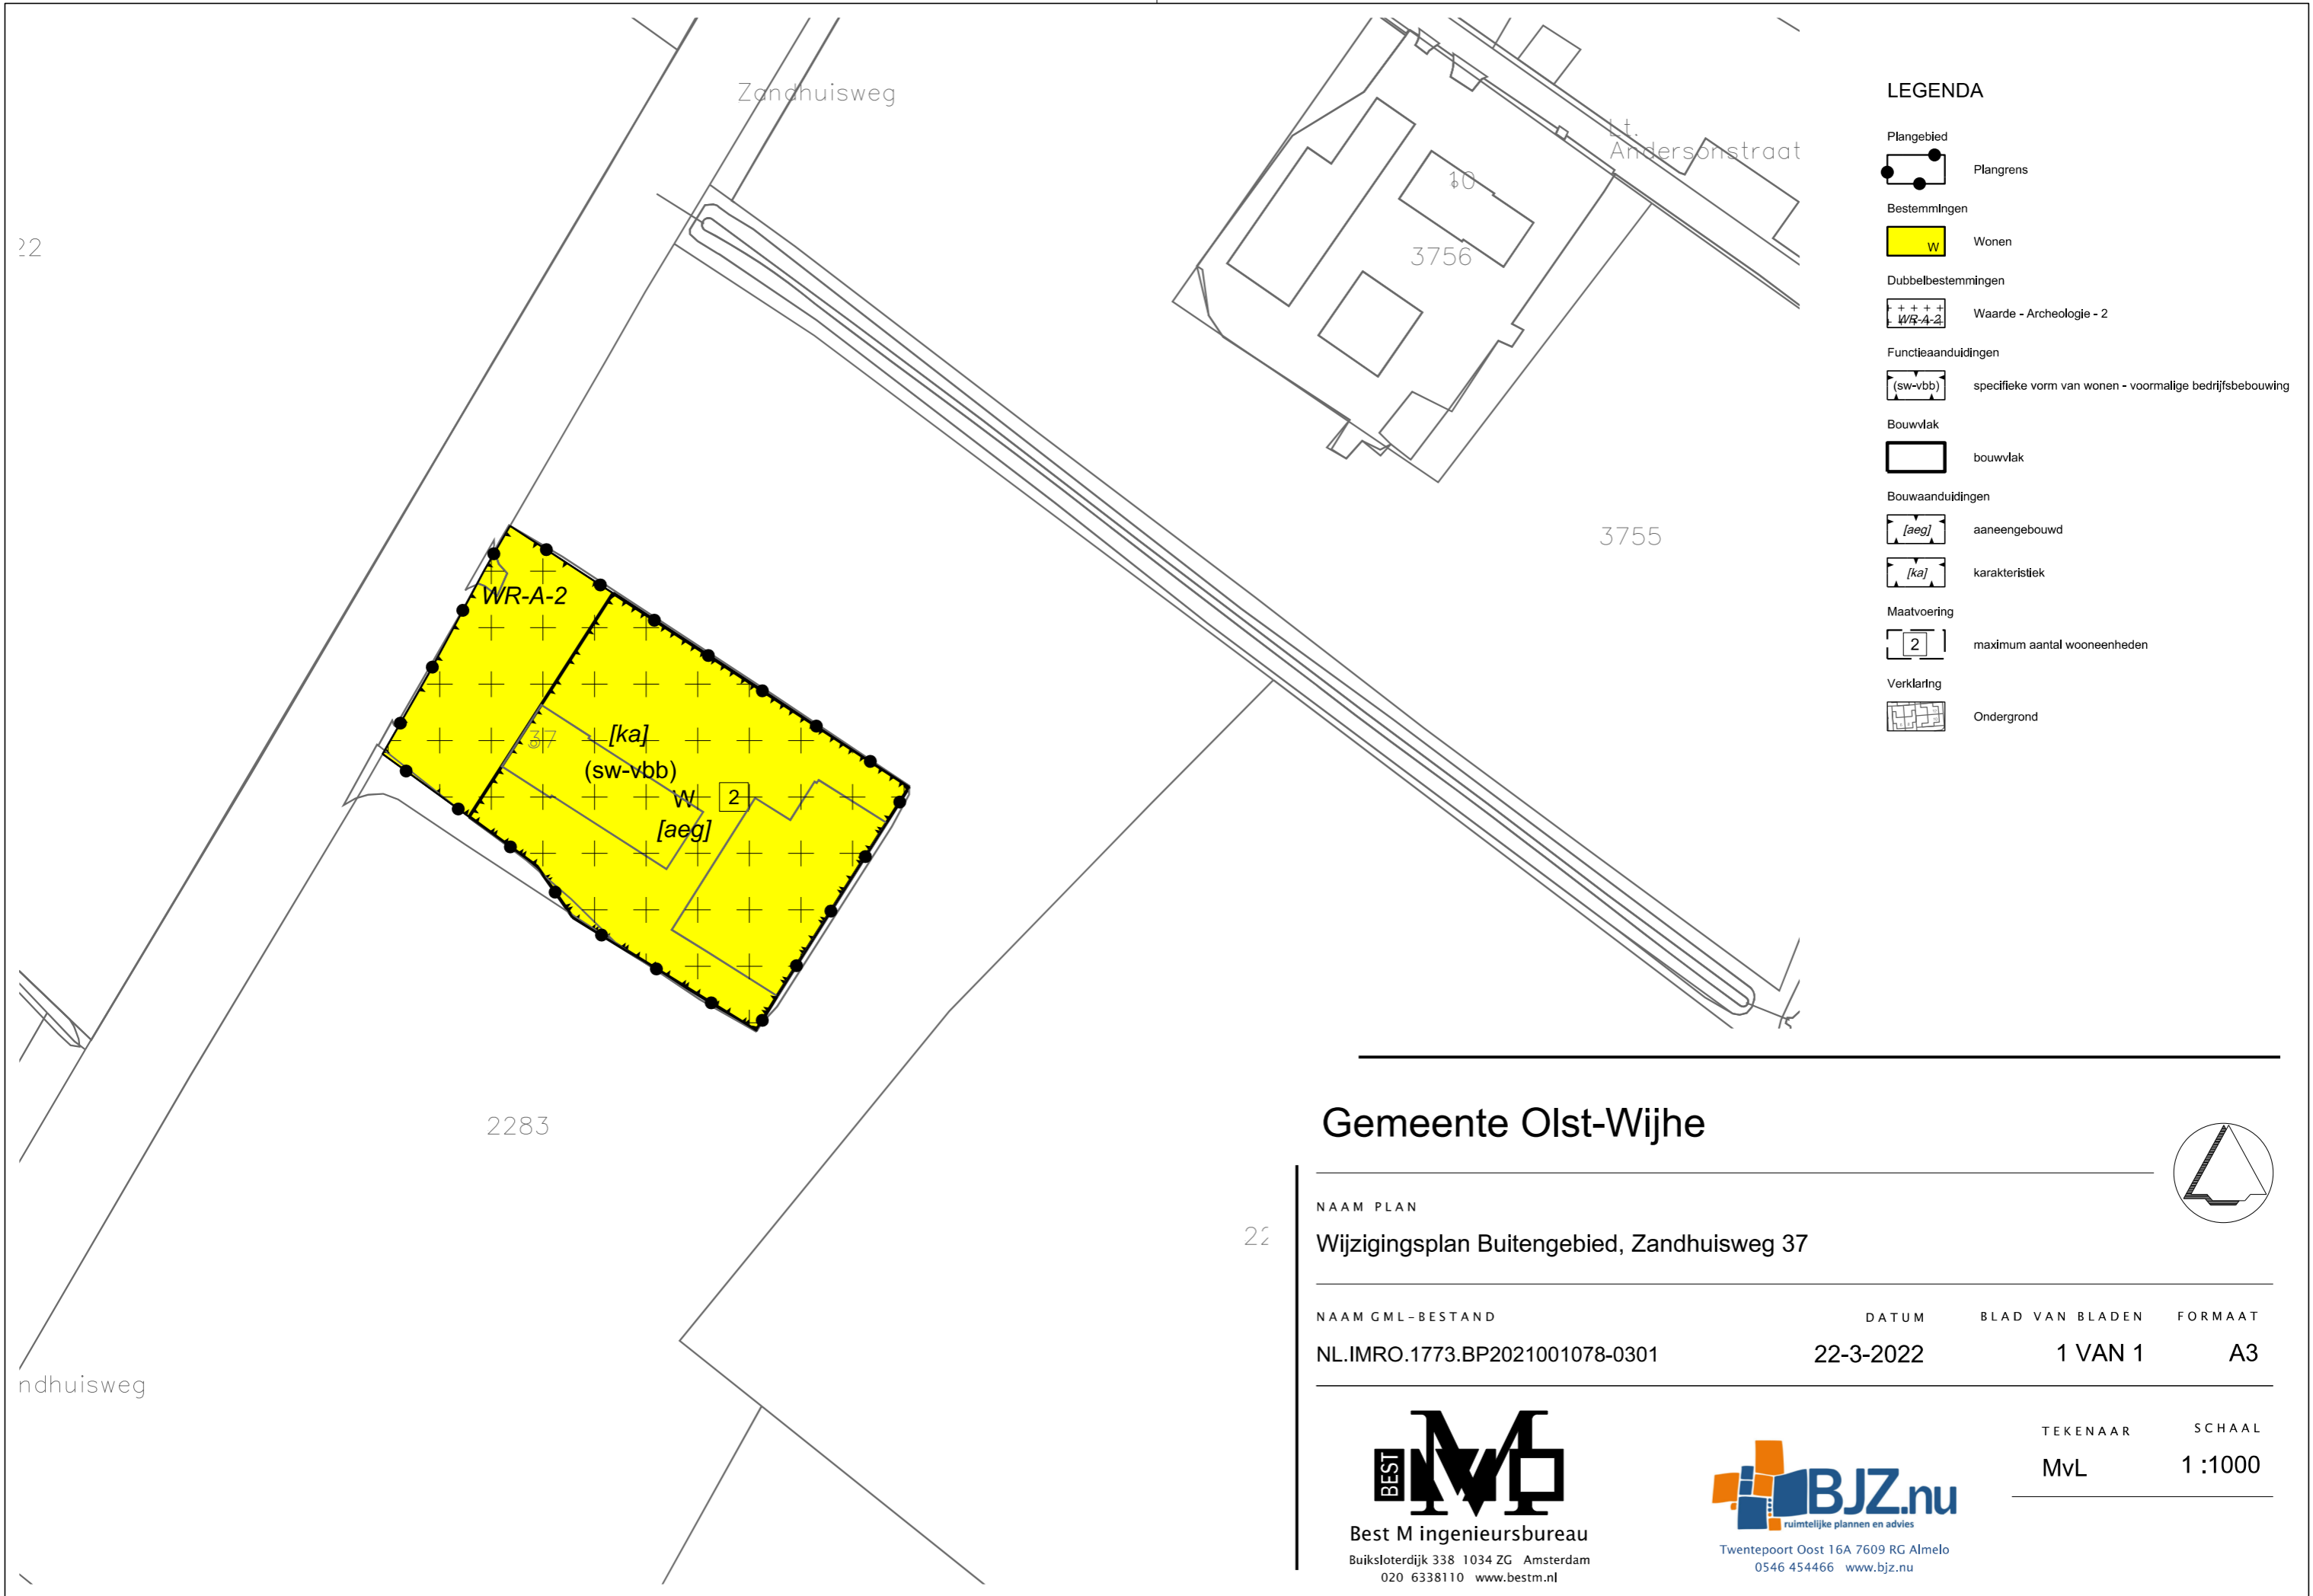 Zandhuisweg
Lt.
Andersonstraat
10
3756
3755
WR-A-2
37
[ka]
(sw-vbb)
W
2
[aeg]
2283
ndhuisweg
LEGENDA
Plangebied
Plangrens
Bestemmingen
W
Wonen
Dubbelbestemmingen
WR-A-2
Waarde - Archeologie - 2
Functieaanduidingen
(sw-vbb)
specifieke vorm van wonen - voormalige bedrijfsbebouwing
Bouwvlak
bouwvlak
Bouwaanduidingen
[aeg]
aaneengebouwd
[ka]
karakteristiek
Maatvoering
2
maximum aantal wooneenheden
Verklaring
Ondergrond
Gemeente Olst-Wijhe
NAAM PLAN
Wijzigingsplan Buitengebied, Zandhuisweg 37
NAAM GML-BESTAND
NL.IMRO.1773.BP2021001078-0301
DATUM
22-3-2022
BLAD VAN BLADEN
1 VAN 1
FORMAAT
A3
BEST
M
Best M ingenieursbureau
Buiksloterdijk 338 1034 ZG Amsterdam
020 6338110 www.bestm.nl
BJZ.nu
ruimtelijke plannen en advies
Twentepoort Oost 16A 7609 RG Almelo
0546 454466 www.bjz.nu
TEKENAAR
MvL
SCHAAL
1 :1000